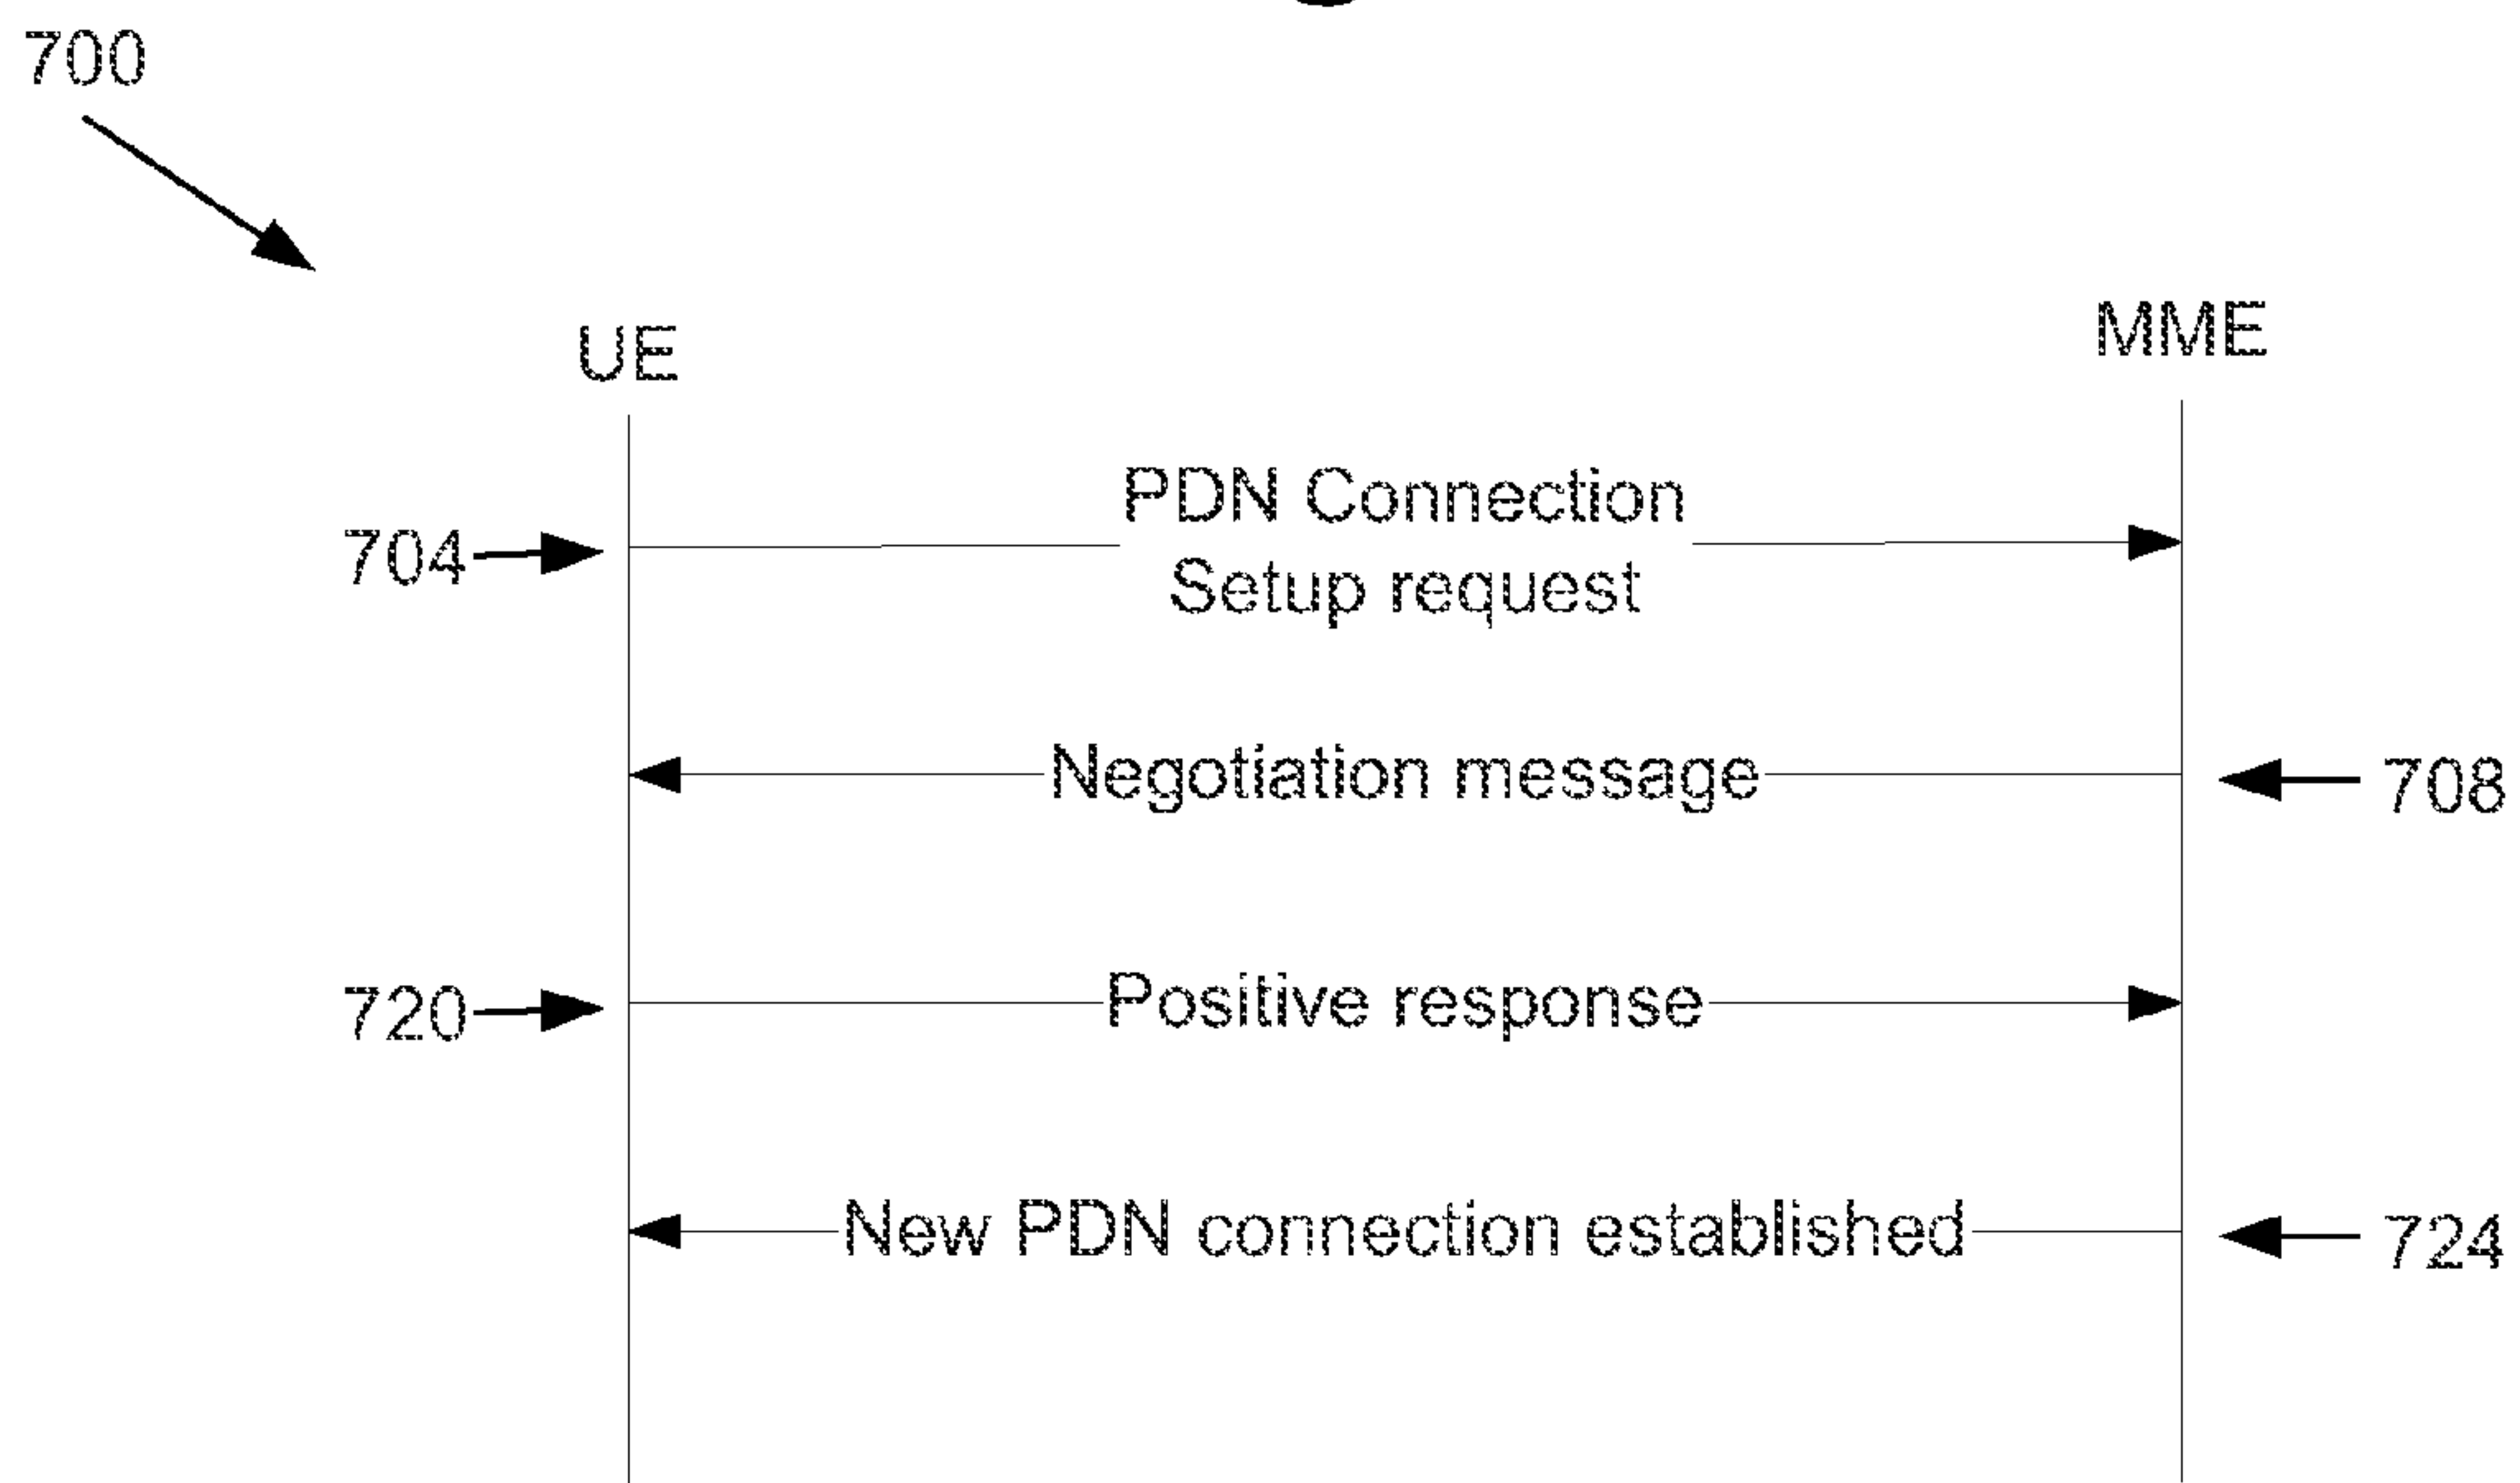 700
UE
MME
PDN Connection
Setup request
704
Negotiation message
708
720
Positive response
New PDN connection established
724